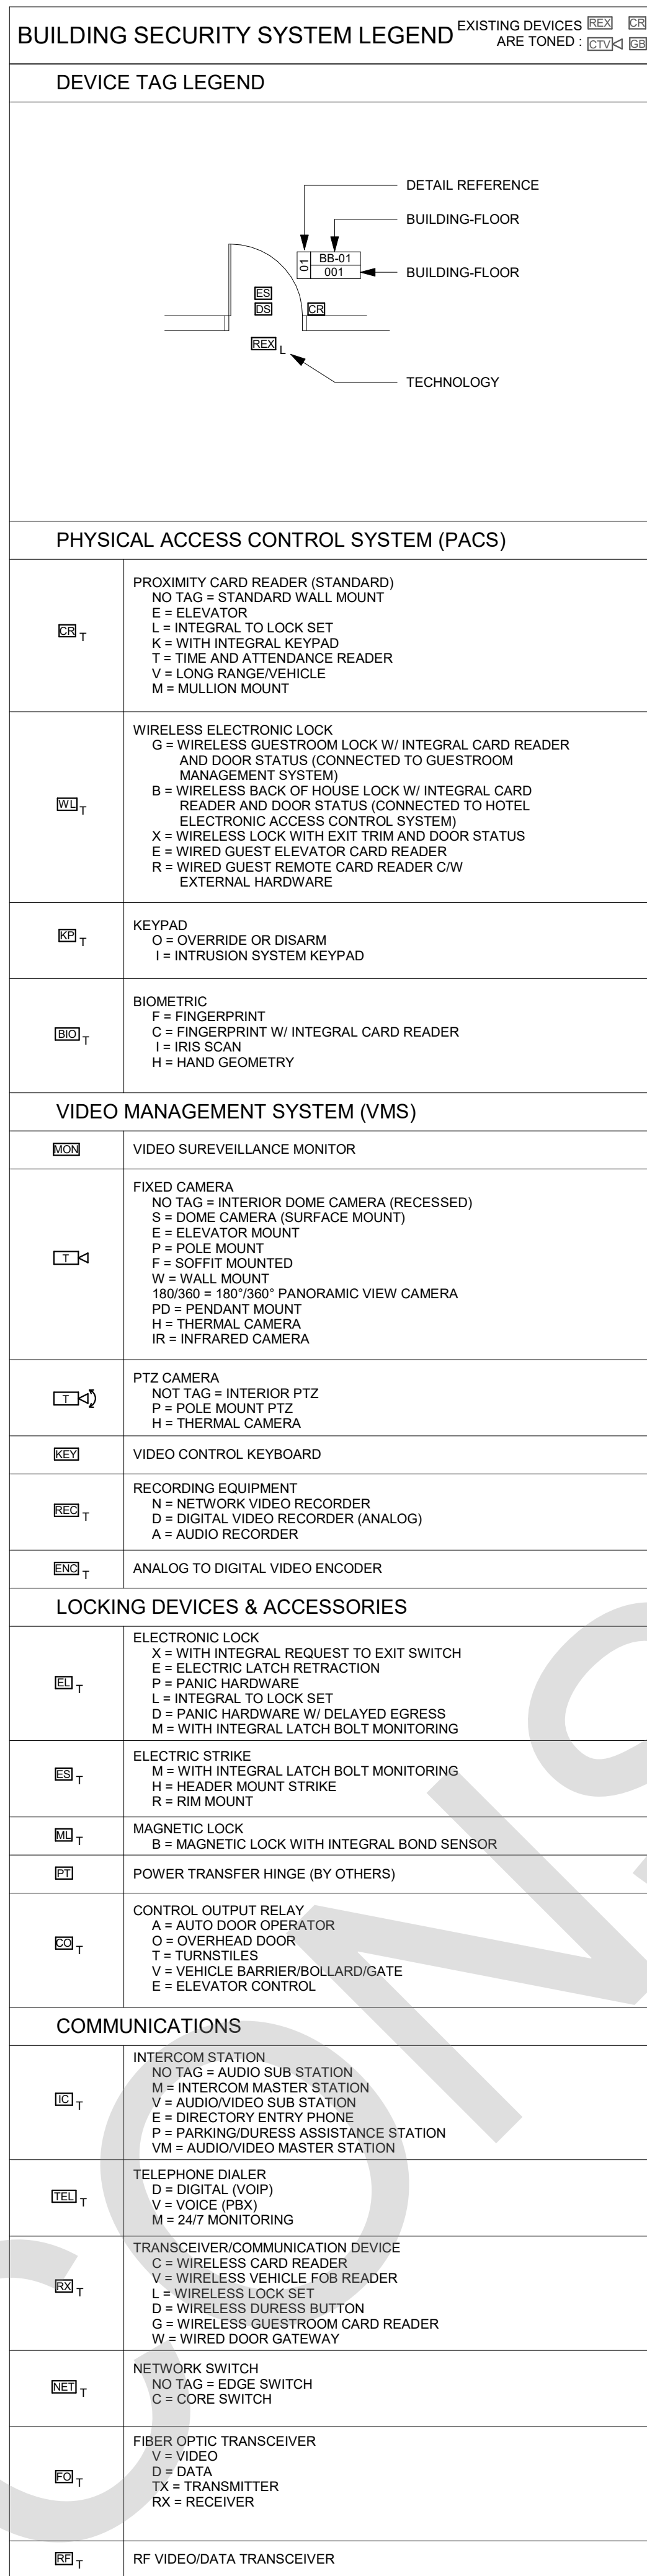 BUILDING SECURITY SYSTEM LEGEND
EXISTING DEVICES REX CR
ARE TONED : CTV GB
DEVICE TAG LEGEND
DETAIL REFERENCE
BUILDING-FLOOR
01 BB-01
001 BUILDING-FLOOR
ES
DS CR
REX L
TECHNOLOGY
PHYSICAL ACCESS CONTROL SYSTEM (PACS)
CR T
PROXIMITY CARD READER (STANDARD)
NO TAG = STANDARD WALL MOUNT
E = ELEVATOR
L = INTEGRAL TO LOCK SET
K = WITH INTEGRAL KEYPAD
T = TIME AND ATTENDANCE READER
V = LONG RANGE/VEHICLE
M = MULLION MOUNT
WL T
WIRELESS ELECTRONIC LOCK
G = WIRELESS GUESTROOM LOCK W/ INTEGRAL CARD READER
AND DOOR STATUS (CONNECTED TO GUESTROOM
MANAGEMENT SYSTEM)
B = WIRELESS BACK OF HOUSE LOCK W/ INTEGRAL CARD
READER AND DOOR STATUS (CONNECTED TO HOTEL
ELECTRONIC ACCESS CONTROL SYSTEM)
X = WIRELESS LOCK WITH EXIT TRIM AND DOOR STATUS
E = WIRED GUEST ELEVATOR CARD READER
R = WIRED GUEST REMOTE CARD READER C/W
EXTERNAL HARDWARE
KP T
KEYPAD
O = OVERRIDE OR DISARM
I = INTRUSION SYSTEM KEYPAD
BIO T
BIOMETRIC
F = FINGERPRINT
C = FINGERPRINT W/ INTEGRAL CARD READER
I = IRIS SCAN
H = HAND GEOMETRY
VIDEO MANAGEMENT SYSTEM (VMS)
MON
VIDEO SUREVEILLANCE MONITOR
T
FIXED CAMERA
NO TAG = INTERIOR DOME CAMERA (RECESSED)
S = DOME CAMERA (SURFACE MOUNT)
E = ELEVATOR MOUNT
P = POLE MOUNT
F = SOFFIT MOUNTED
W = WALL MOUNT
180/360 = 180°/360° PANORAMIC VIEW CAMERA
PD = PENDANT MOUNT
H = THERMAL CAMERA
IR = INFRARED CAMERA
T
PTZ CAMERA
NOT TAG = INTERIOR PTZ
P = POLE MOUNT PTZ
H = THERMAL CAMERA
KEY
VIDEO CONTROL KEYBOARD
REC T
RECORDING EQUIPMENT
N = NETWORK VIDEO RECORDER
D = DIGITAL VIDEO RECORDER (ANALOG)
A = AUDIO RECORDER
ENC T
ANALOG TO DIGITAL VIDEO ENCODER
LOCKING DEVICES & ACCESSORIES
EL T
ELECTRONIC LOCK
X = WITH INTEGRAL REQUEST TO EXIT SWITCH
E = ELECTRIC LATCH RETRACTION
P = PANIC HARDWARE
L = INTEGRAL TO LOCK SET
D = PANIC HARDWARE W/ DELAYED EGRESS
M = WITH INTEGRAL LATCH BOLT MONITORING
ES T
ELECTRIC STRIKE
M = WITH INTEGRAL LATCH BOLT MONITORING
H = HEADER MOUNT STRIKE
R = RIM MOUNT
ML T
MAGNETIC LOCK
B = MAGNETIC LOCK WITH INTEGRAL BOND SENSOR
PT
POWER TRANSFER HINGE (BY OTHERS)
CO T
CONTROL OUTPUT RELAY
A = AUTO DOOR OPERATOR
O = OVERHEAD DOOR
T = TURNSTILES
V = VEHICLE BARRIER/BOLLARD/GATE
E = ELEVATOR CONTROL
COMMUNICATIONS
IC T
INTERCOM STATION
NO TAG = AUDIO SUB STATION
M = INTERCOM MASTER STATION
V = AUDIO/VIDEO SUB STATION
E = DIRECTORY ENTRY PHONE
P = PARKING/DURESS ASSISTANCE STATION
VM = AUDIO/VIDEO MASTER STATION
TEL T
TELEPHONE DIALER
D = DIGITAL (VOIP)
V = VOICE (PBX)
M = 24/7 MONITORING
RX T
TRANSCEIVER/COMMUNICATION DEVICE
C = WIRELESS CARD READER
V = WIRELESS VEHICLE FOB READER
L = WIRELESS LOCK SET
D = WIRELESS DURESS BUTTON
G = WIRELESS GUESTROOM CARD READER
W = WIRED DOOR GATEWAY
NET T
NETWORK SWITCH
NO TAG = EDGE SWITCH
C = CORE SWITCH
FO T
FIBER OPTIC TRANSCEIVER
V = VIDEO
D = DATA
TX = TRANSMITTER
RX = RECEIVER
RF T
RF VIDEO/DATA TRANSCEIVER